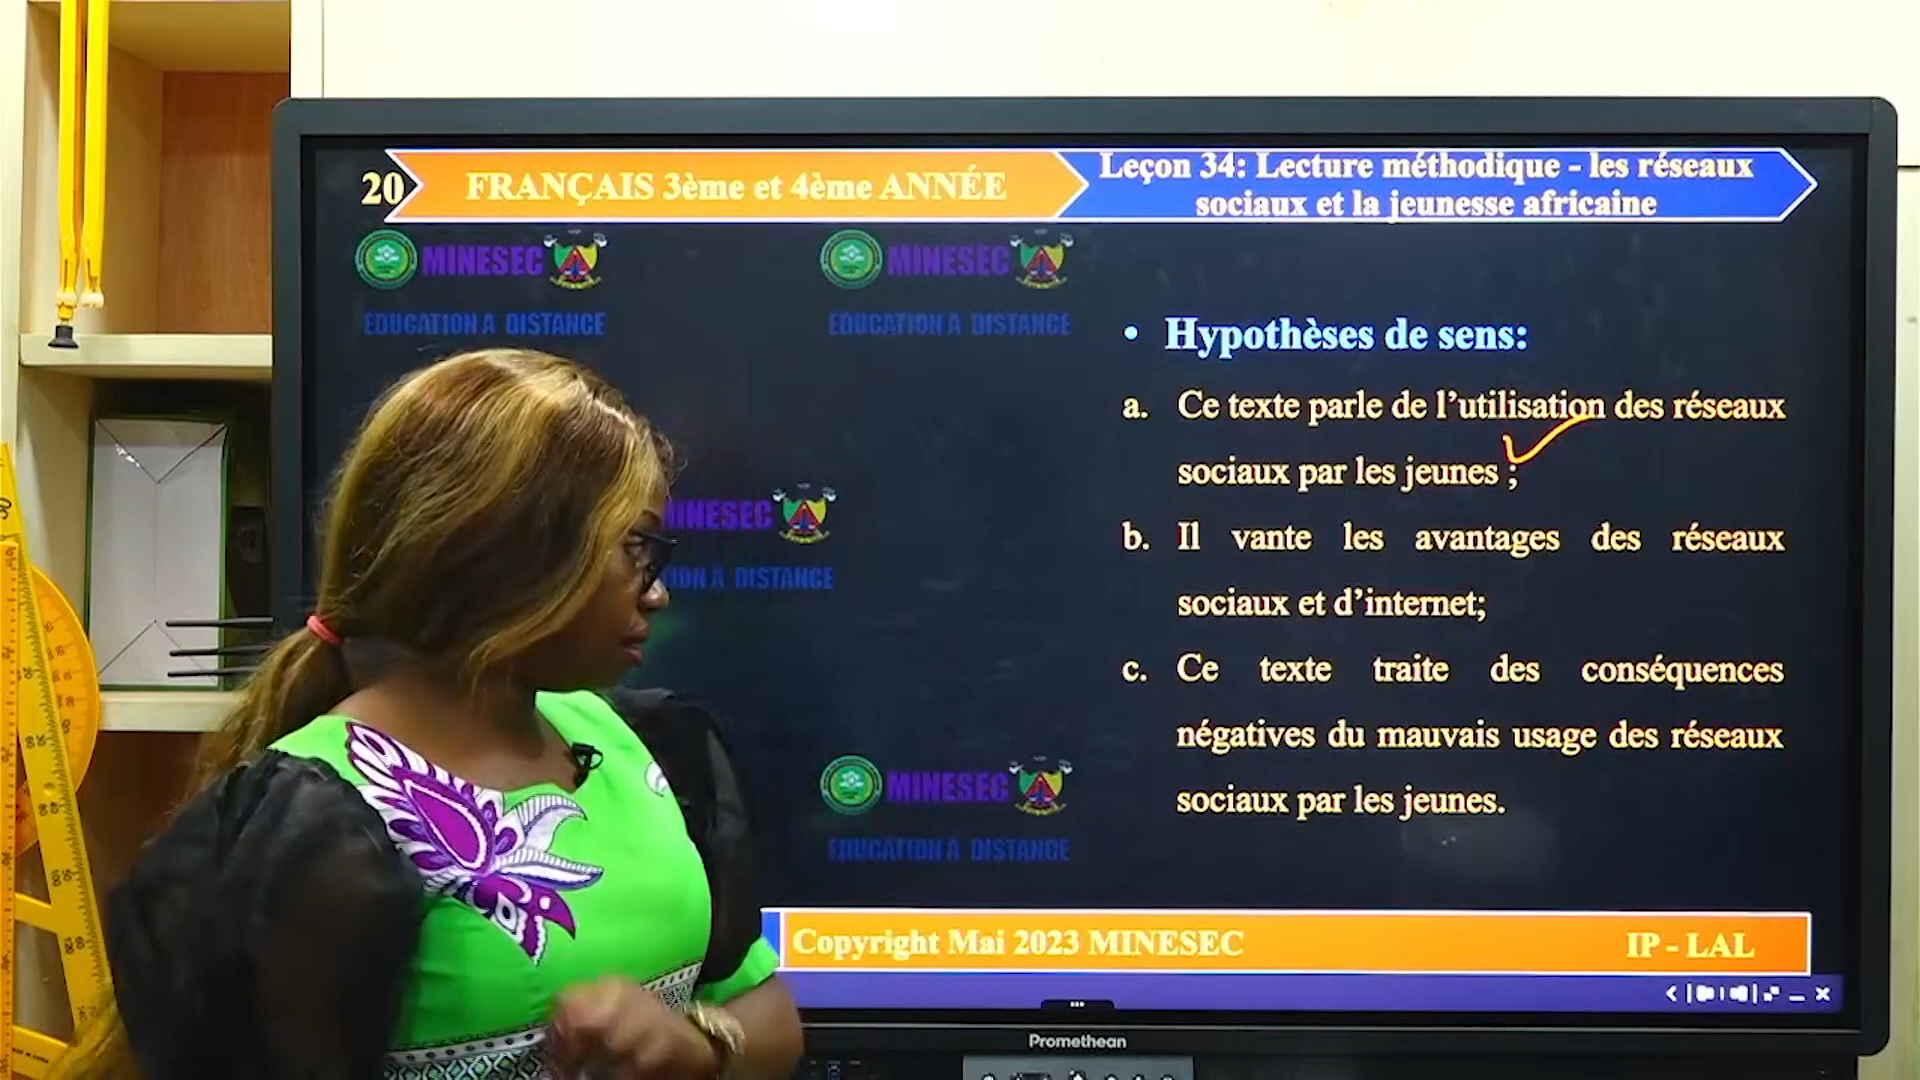 20
FRANÇAIS 3ème et 4ème ANNÉE
Leçon 34: Lecture méthodique - les réseaux
sociaux et la jeunesse africaine
MINESEC
EDUCATION A DISTANCE
MINESEC
EDUCATION A DISTANCE
• Hypothèses de sens:
a. Ce texte parle de l’utilisation des réseaux
sociaux par les jeunes ;
b. Il vante les avantages des réseaux
sociaux et d’internet;
c. Ce texte traite des conséquences
négatives du mauvais usage des réseaux
sociaux par les jeunes.
MINESEC
A DISTANCE
MINESEC
EDUCATION A DISTANCE
Copyright Mai 2023 MINESEC
IP - LAL
Promethean